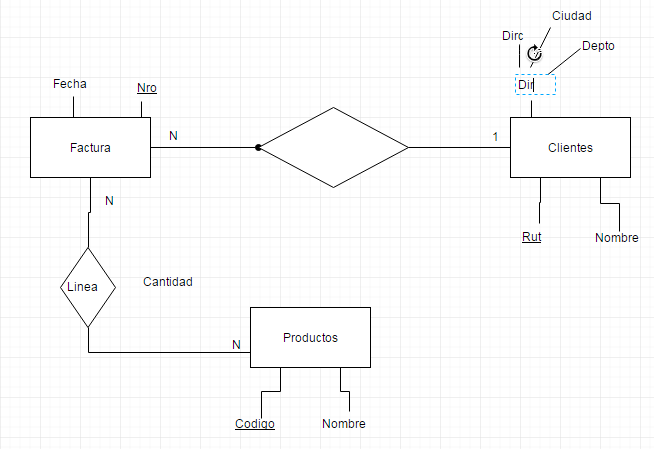 Ciudad
Dirc
Depto
Dir
Fecha
Nro
N
1
Factura
Clientes
N
Rut
Nombre
Linea
Cantidad
N
Productos
Codigo
Nombre